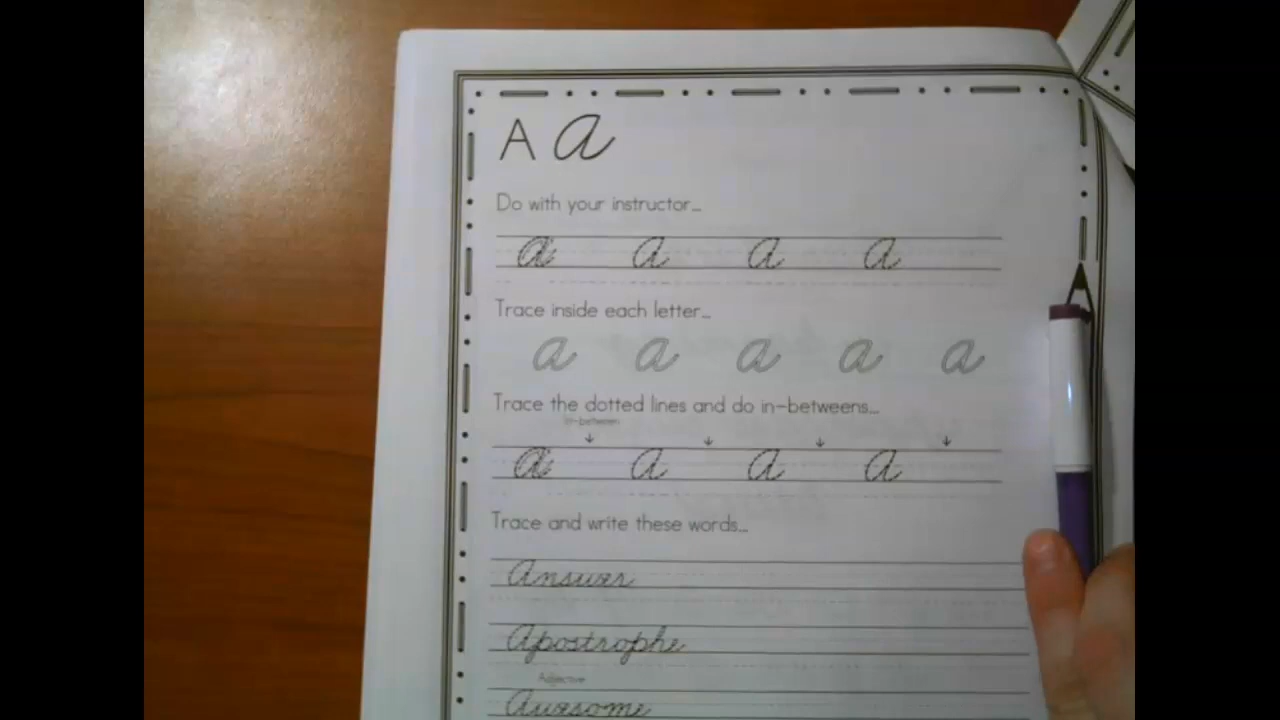 A a
Do with your instructor...
a a a a
Trace inside each letter...
a a a a a
Trace the dotted lines and do in-betweens...
in-between
a a a a
Trace and write these words...
Answer
Apostrophe
Adjective
Awesome